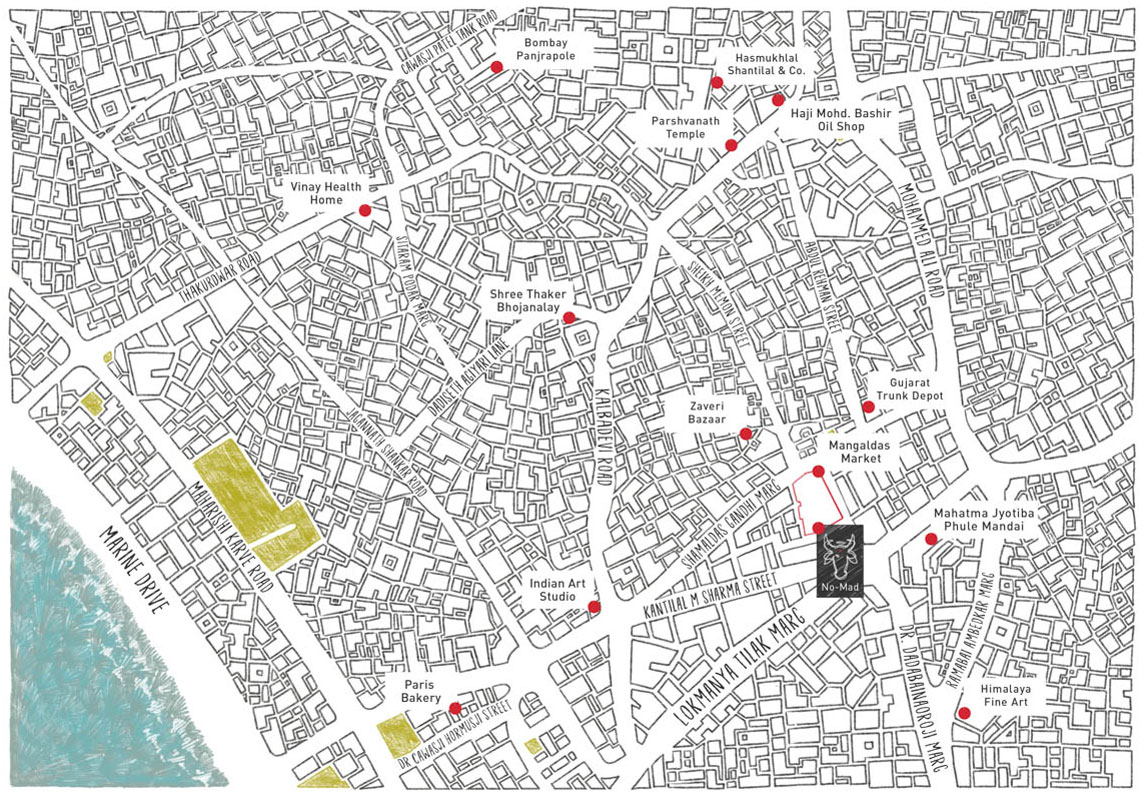 CAWASJI PATEL TANK ROAD
Bombay
Panjrapole
Hasmukhlal
Shantilal & Co.
Haji Mohd. Bashir
Oil Shop
Parshvanath
Temple
Vinay Health
Home
MOHAMMED ALI ROAD
THAKURDWAR ROAD
SITARAM PODAR MARG
SHEIKH MEMON STREET
ABDUL REHMAN STREET
Shree Thaker
Bhojanalay
DADISETH AGYARI LANE
KALBADEVI ROAD
JAGANNATH SHANKAR ROAD
Gujarat
Trunk Depot
Zaveri
Bazaar
Mangaldas
Market
MAHARISHI KARVE ROAD
MARINE DRIVE
SHAMALDAS GANDHI MARG
Mahatma Jyotiba
Phule Mandai
No-Mad
Indian Art
Studio
KANTILAL M SHARMA STREET
LOKMANYA TILAK MARG
RAMABAI AMBEDKAR MARG
DR. DADABAINAOROJI MARG
Paris
Bakery
Himalaya
Fine Art
DR CAWASJI HORMUSJI STREET